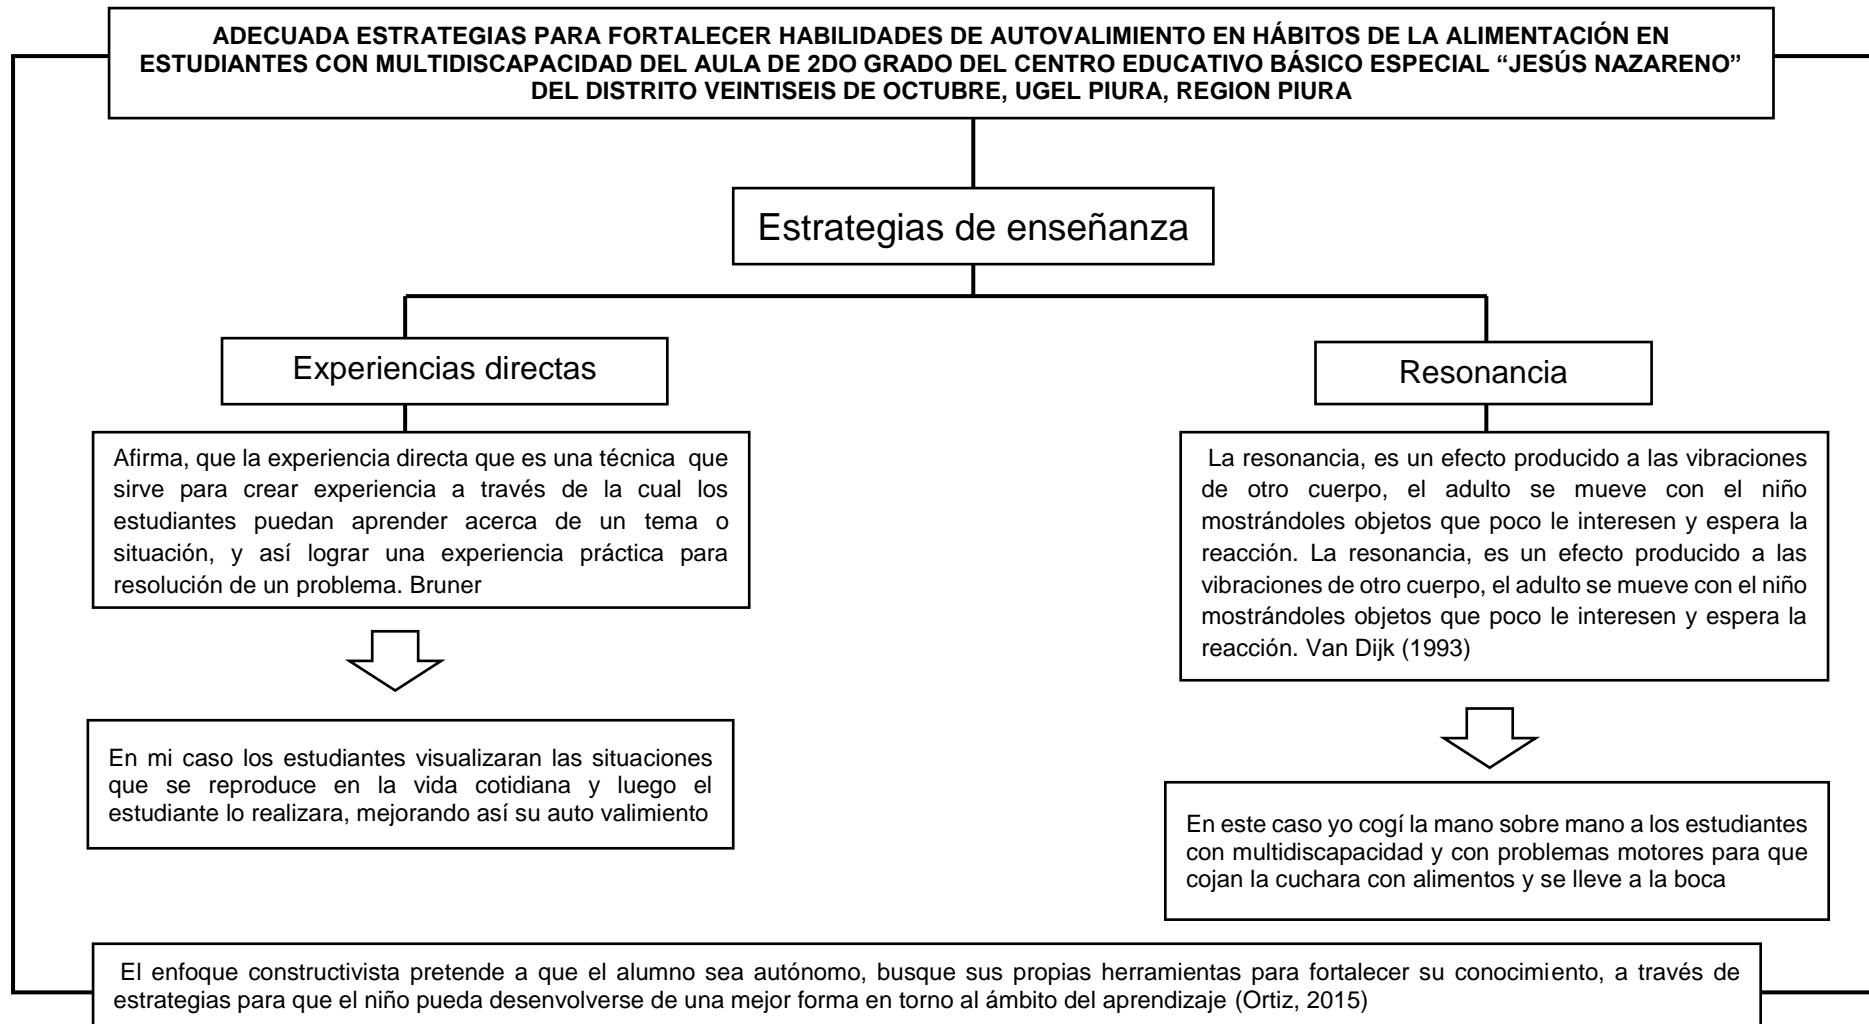 ADECUADA ESTRATEGIAS PARA FORTALECER HABILIDADES DE AUTOVALIMIENTO EN HÁBITOS DE LA ALIMENTACIÓN EN
ESTUDIANTES CON MULTIDISCAPACIDAD DEL AULA DE 2DO GRADO DEL CENTRO EDUCATIVO BÁSICO ESPECIAL “JESÚS NAZARENO”
DEL DISTRITO VEINTISEIS DE OCTUBRE, UGEL PIURA, REGION PIURA
Estrategias de enseñanza
Experiencias directas
Afirma, que la experiencia directa que es una técnica que
sirve para crear experiencia a través de la cual los
estudiantes puedan aprender acerca de un tema o
situación, y así lograr una experiencia práctica para
resolución de un problema. Bruner
En mi caso los estudiantes visualizaran las situaciones
que se reproduce en la vida cotidiana y luego el
estudiante lo realizara, mejorando así su auto valimiento
Resonancia
La resonancia, es un efecto producido a las vibraciones
de otro cuerpo, el adulto se mueve con el niño
mostrándoles objetos que poco le interesen y espera la
reacción. La resonancia, es un efecto producido a las
vibraciones de otro cuerpo, el adulto se mueve con el niño
mostrándoles objetos que poco le interesen y espera la
reacción. Van Dijk (1993)
En este caso yo cogí la mano sobre mano a los estudiantes
con multidiscapacidad y con problemas motores para que
cojan la cuchara con alimentos y se lleve a la boca
El enfoque constructivista pretende a que el alumno sea autónomo, busque sus propias herramientas para fortalecer su conocimiento, a través de
estrategias para que el niño pueda desenvolverse de una mejor forma en torno al ámbito del aprendizaje (Ortiz, 2015)